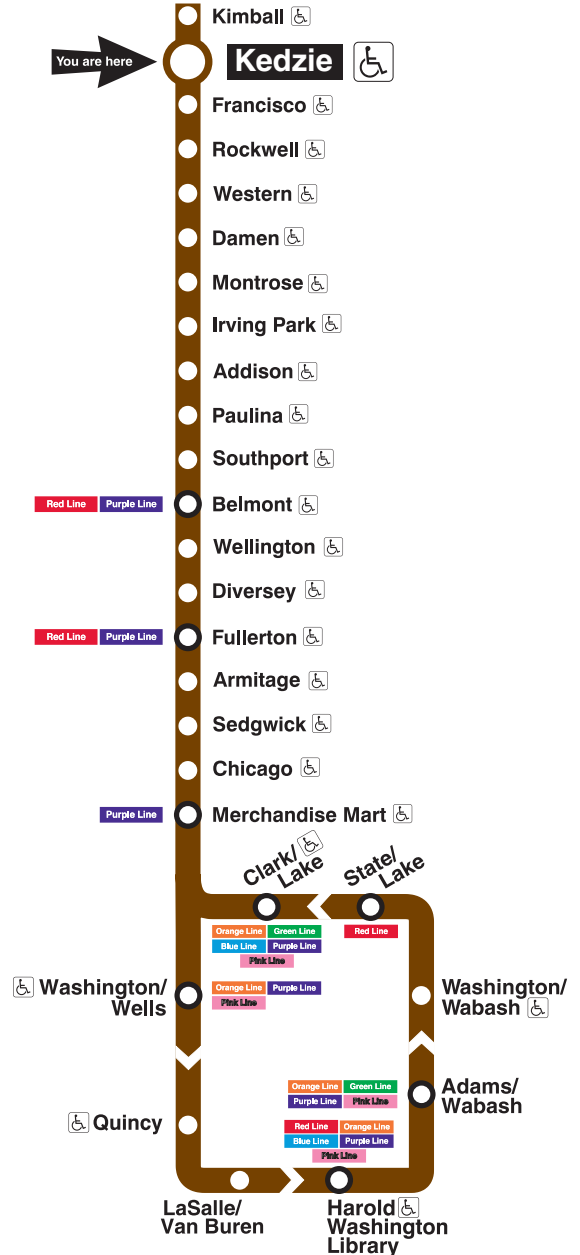 Kimball
You are here
Kedzie
Francisco
Rockwell
Western
Damen
Montrose
Irving Park
Addison
Paulina
Southport
Red Line Purple Line Belmont
Wellington
Diversey
Red Line Purple Line Fullerton
Armitage
Sedgwick
Chicago
Purple Line Merchandise Mart
Clark/
Lake
State/
Lake
Orange Line Green Line
Blue Line Purple Line
Pink Line
Red Line
Washington/
Wells
Orange Line Purple Line
Pink Line
Washington/
Wabash
Orange Line Green Line
Purple Line Pink Line
Adams/
Wabash
Quincy
Red Line Orange Line
Blue Line Purple Line
Pink Line
LaSalle/
Van Buren
Harold
Washington
Library